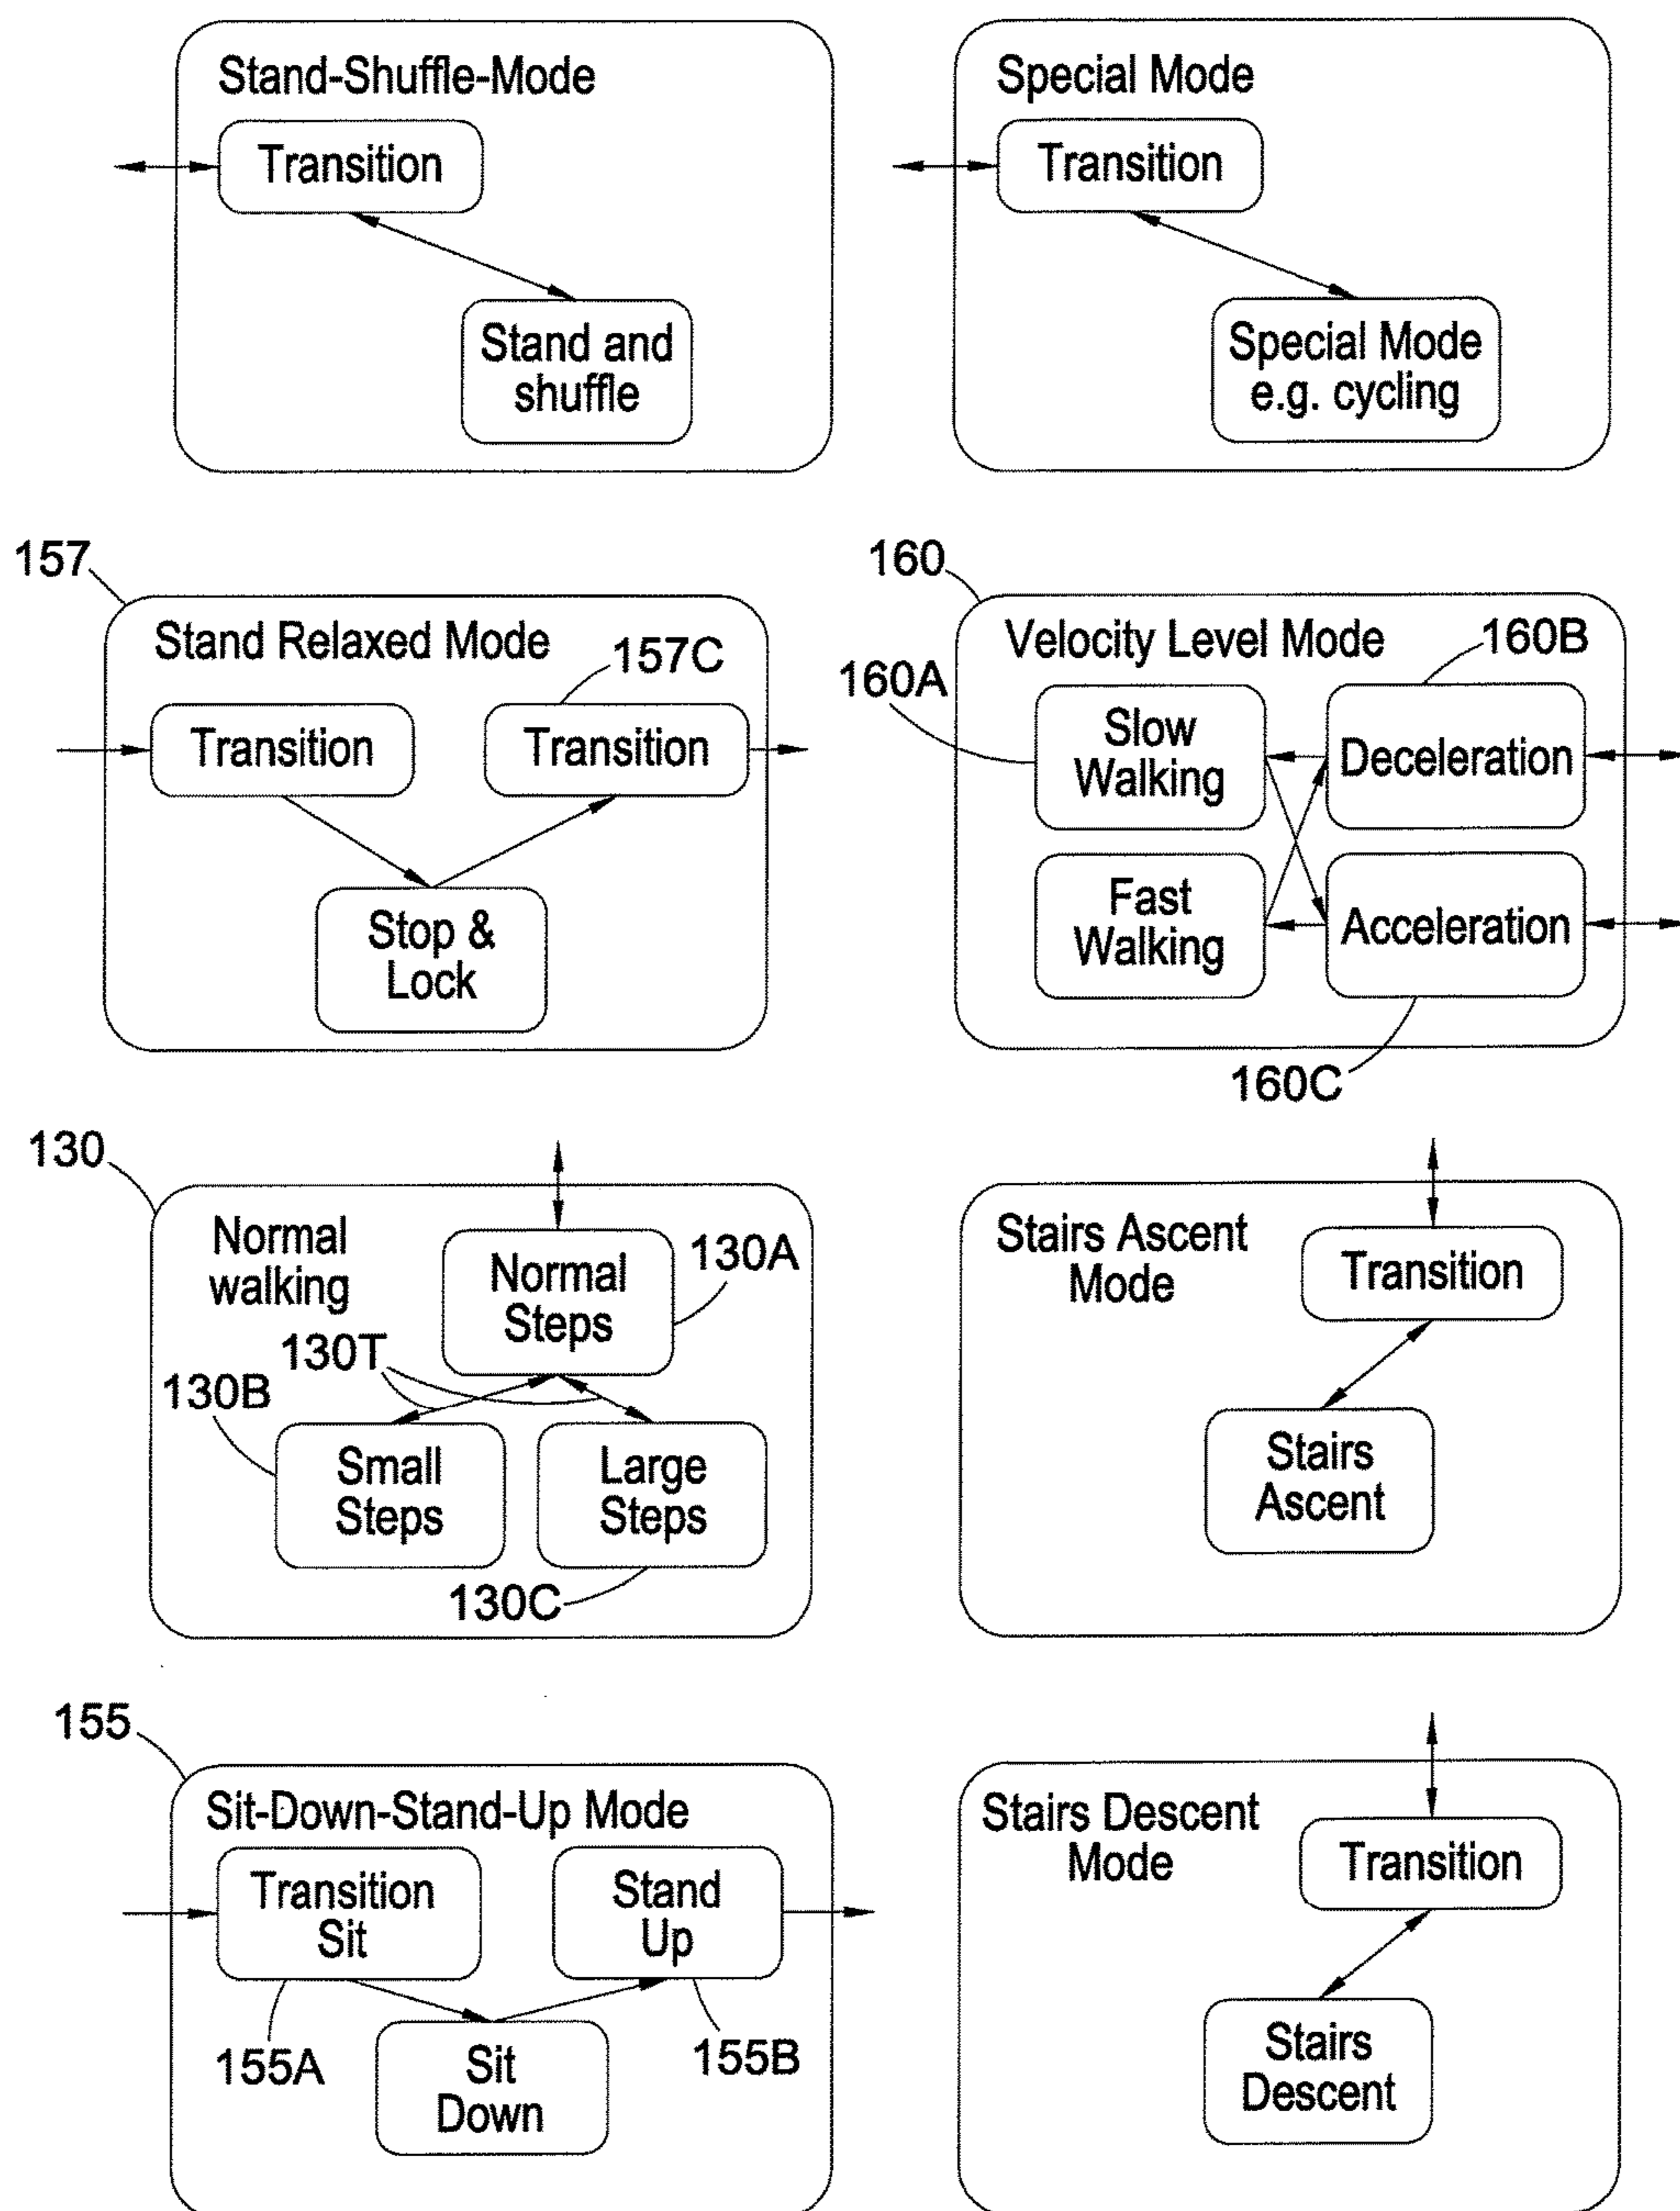 Stand-Shuffle-Mode
Transition
Stand and
shuffle
Special Mode
Transition
Special Mode
e.g. cycling
157
Stand Relaxed Mode
157C
Transition
Transition
Stop &
Lock
160
Velocity Level Mode
160B
160A
Slow
Walking
Deceleration
Fast
Walking
Acceleration
160C
130
Normal
walking
Normal
Steps
130A
130T
130B
Small
Steps
Large
Steps
130C
Stairs Ascent
Mode
Transition
Stairs
Ascent
155
Sit-Down-Stand-Up Mode
Transition
Sit
Stand
Up
155A
Sit
Down
155B
Stairs Descent
Mode
Transition
Stairs
Descent